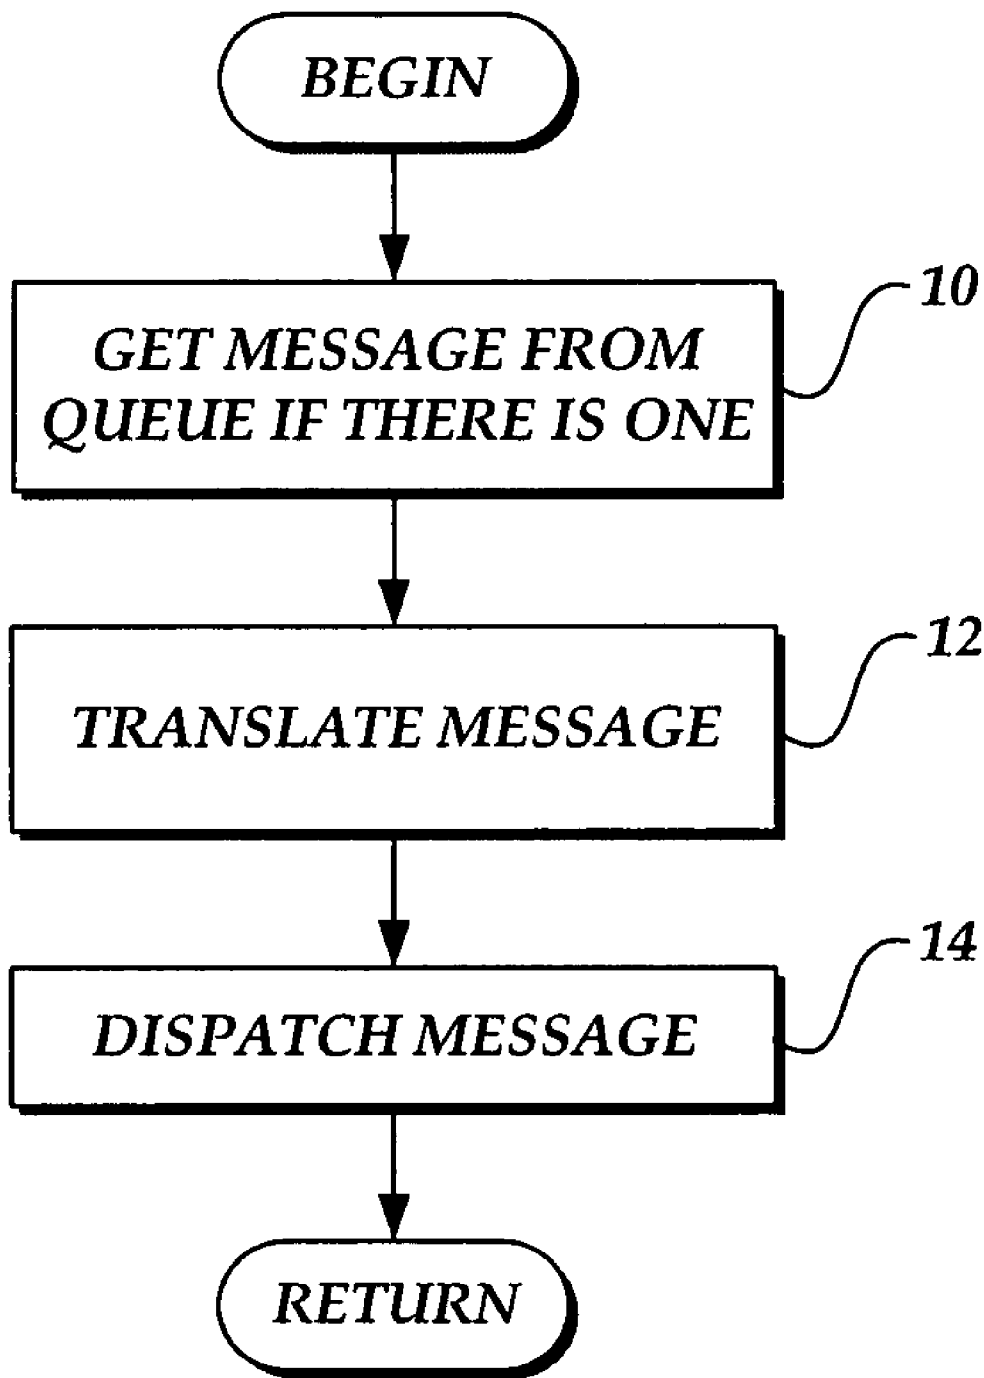 BEGIN
10
GET MESSAGE FROM
QUEUE IF THERE IS ONE
12
TRANSLATE MESSAGE
14
DISPATCH MESSAGE
RETURN